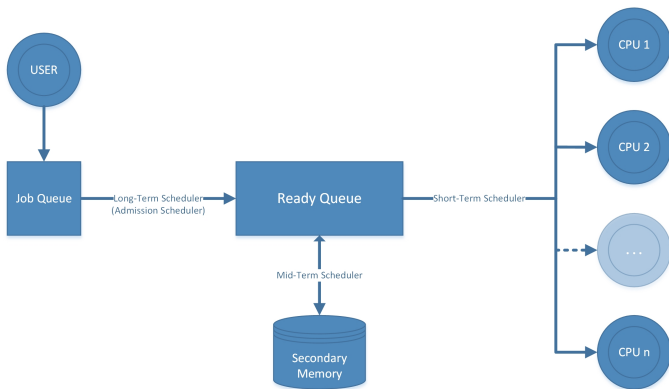 USER
Job Queue
Long-Term Scheduler
(Admission Scheduler)
Ready Queue
Short-Term Scheduler
Mid-Term Scheduler
Secondary
Memory
CPU 1
CPU 2
...
CPU n